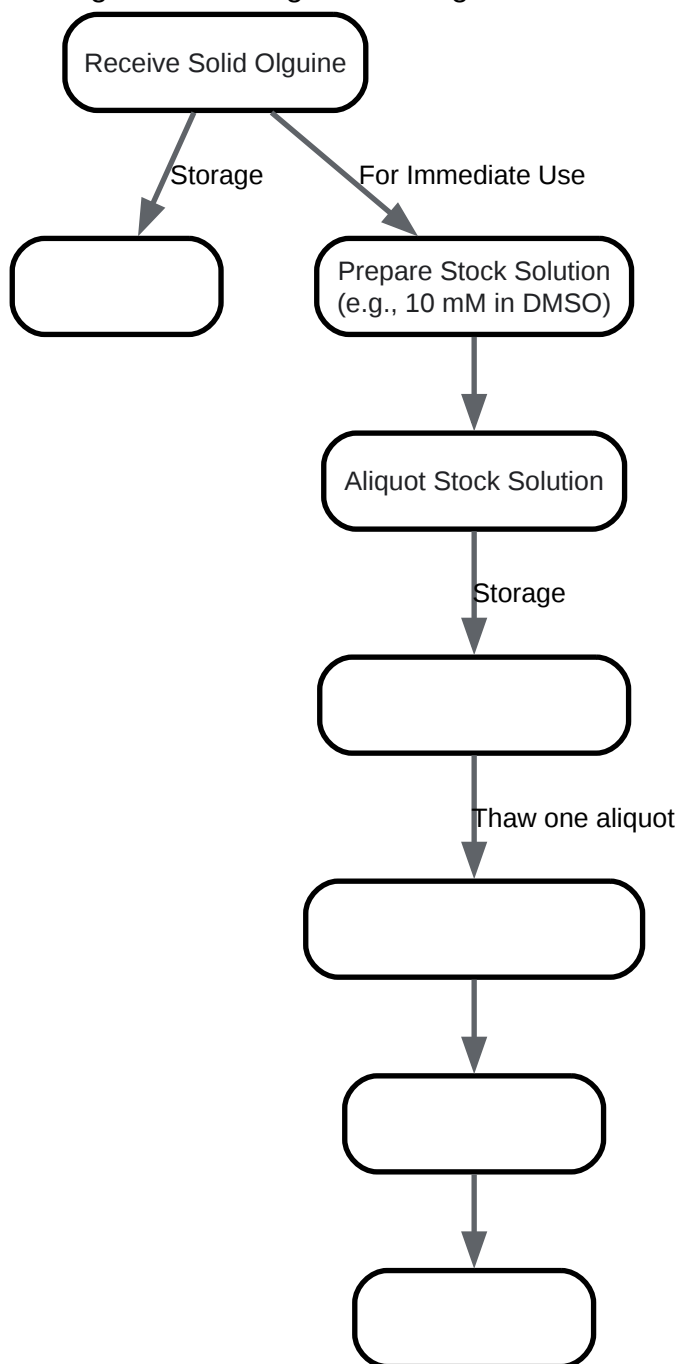 Receive Solid Olguine
Storage
For Immediate Use
Prepare Stock Solution
(e.g., 10 mM in DMSO)
Aliquot Stock Solution
Storage
Thaw one aliquot